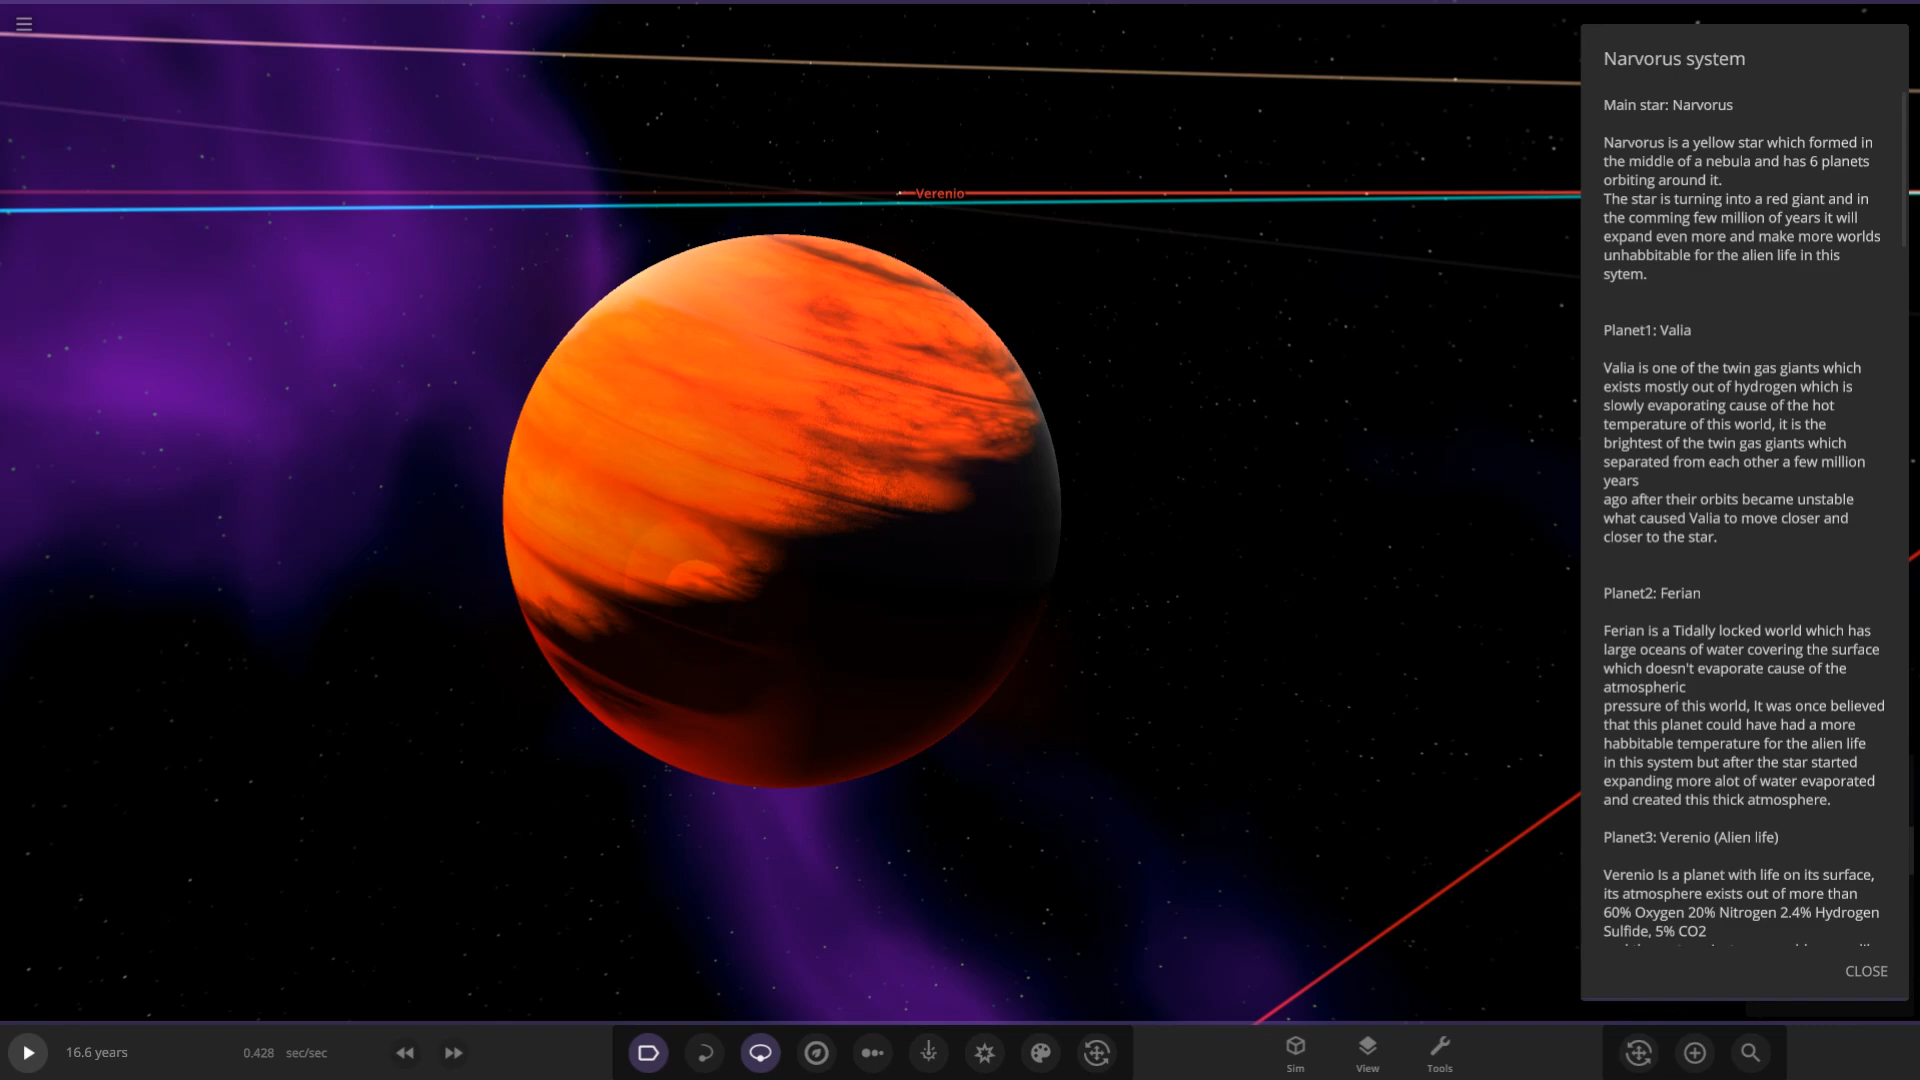 Verenio
Narvorus system
Main star: Narvorus
Narvorus is a yellow star which formed in
the middle of a nebula and has 6 planets
orbiting around it.
The star is turning into a red giant and in
the comming few million of years it will
expand even more and make more worlds
unhabbitable for the alien life in this
sytem.
Planet1: Valia
Valia is one of the twin gas giants which
exists mostly out of hydrogen which is
slowly evaporating cause of the hot
temperature of this world, it is the
brightest of the twin gas giants which
separated from each other a few million
years
ago after their orbits became unstable
what caused Valia to move closer and
closer to the star.
Planet2: Ferian
Ferian is a Tidally locked world which has
large oceans of water covering the surface
which doesn't evaporate cause of the
atmospheric
pressure of this world, It was once believed
that this planet could have had a more
habbitable temperature for the alien life
in this system but after the star started
expanding more alot of water evaporated
and created this thick atmosphere.
Planet3: Verenio (Alien life)
Verenio Is a planet with life on its surface,
its atmosphere exists out of more than
60% Oxygen 20% Nitrogen 2.4% Hydrogen
Sulfide, 5% CO2
CLOSE
16.6 years
0.428 sec/sec
Sim
View
Tools